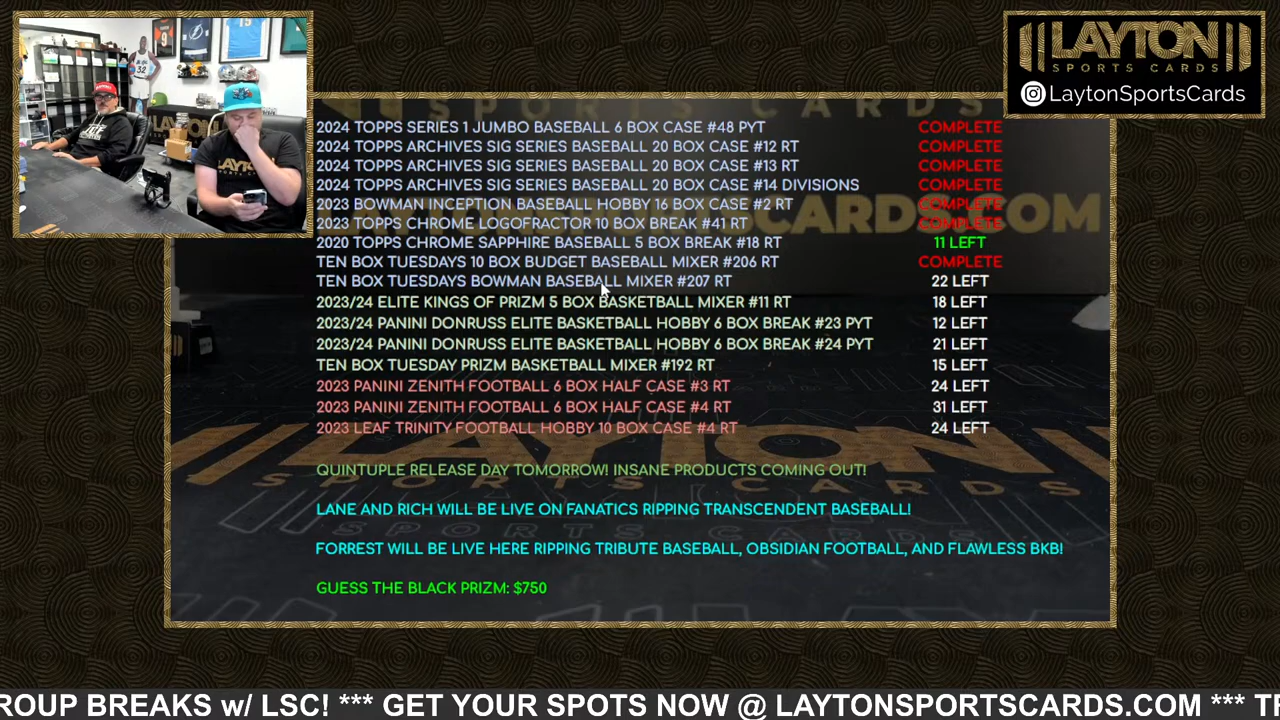 LAYTON
SPORTS CARDS
LaytonSportsCards
SPORTS CARDS
2024 TOPPS SERIES 1 JUMBO BASEBALL 6 BOX CASE #48 PYT COMPLETE
2024 TOPPS ARCHIVES SIG SERIES BASEBALL 20 BOX CASE #12 RT COMPLETE
2024 TOPPS ARCHIVES SIG SERIES BASEBALL 20 BOX CASE #13 RT COMPLETE
2024 TOPPS ARCHIVES SIG SERIES BASEBALL 20 BOX CASE #14 DIVISIONS COMPLETE
2023 BOWMAN INCEPTION BASEBALL HOBBY 16 BOX CASE #2 RT COMPLETE
2023 TOPPS CHROME LOGOFRACTOR 10 BOX BREAK #41 RT COMPLETE
2020 TOPPS CHROME SAPPHIRE BASEBALL 5 BOX BREAK #18 RT 11 LEFT
TEN BOX TUESDAYS 10 BOX BUDGET BASEBALL MIXER #206 RT COMPLETE
TEN BOX TUESDAYS BOWMAN BASEBALL MIXER #207 RT 22 LEFT
2023/24 ELITE KINGS OF PRIZM 5 BOX BASKETBALL MIXER #11 RT 18 LEFT
2023/24 PANINI DONRUSS ELITE BASKETBALL HOBBY 6 BOX BREAK #23 PYT 12 LEFT
2023/24 PANINI DONRUSS ELITE BASKETBALL HOBBY 6 BOX BREAK #24 PYT 21 LEFT
TEN BOX TUESDAY PRIZM BASKETBALL MIXER #192 RT 15 LEFT
2023 PANINI ZENITH FOOTBALL 6 BOX HALF CASE #3 RT 24 LEFT
2023 PANINI ZENITH FOOTBALL 6 BOX HALF CASE #4 RT 31 LEFT
2023 LEAF TRINITY FOOTBALL HOBBY 10 BOX CASE #4 RT 24 LEFT
QUINTUPLE RELEASE DAY TOMORROW! INSANE PRODUCTS COMING OUT!
LANE AND RICH WILL BE LIVE ON FANATICS RIPPING TRANSCENDENT BASEBALL!
FORREST WILL BE LIVE HERE RIPPING TRIBUTE BASEBALL, OBSIDIAN FOOTBALL, AND FLAWLESS BKB!
GUESS THE BLACK PRIZM: $750
ROUP BREAKS w/ LSC! *** GET YOUR SPOTS NOW @ LAYTONSPORTSCARDS.COM ***